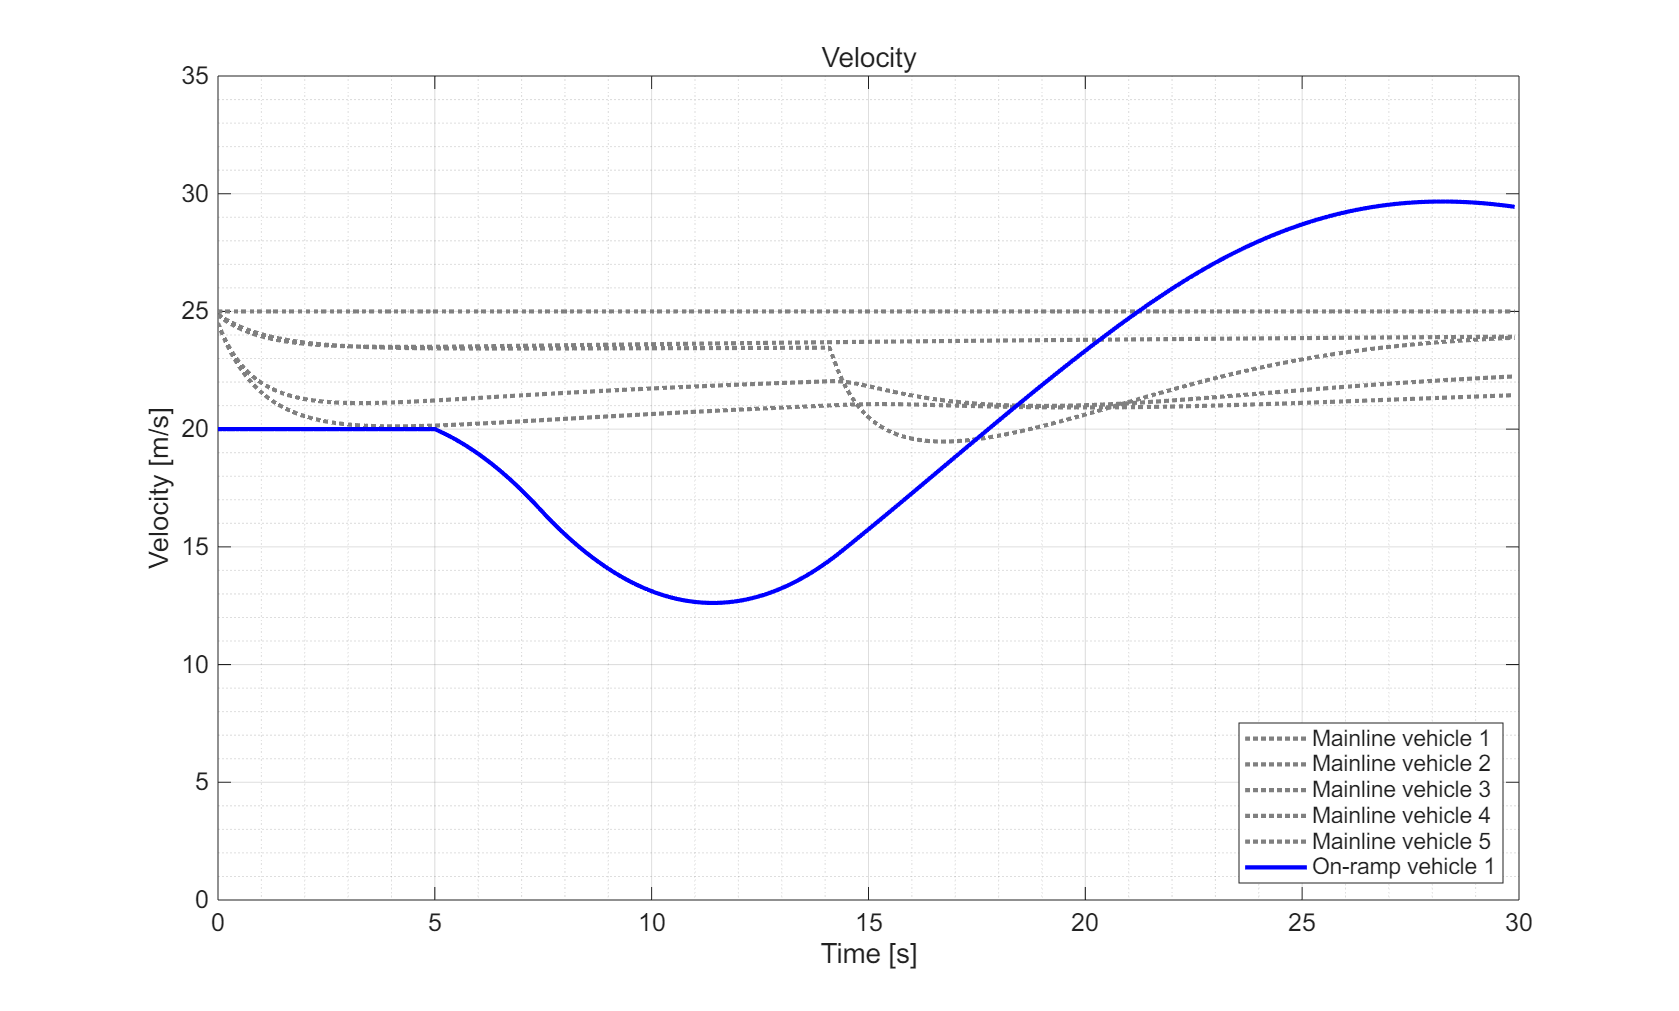 Velocity
35
30
25
20
15
10
5
0
Velocity [m/s]
0 5 10 15 20 25 30
Time [s]
Mainline vehicle 1
Mainline vehicle 2
Mainline vehicle 3
Mainline vehicle 4
Mainline vehicle 5
On-ramp vehicle 1